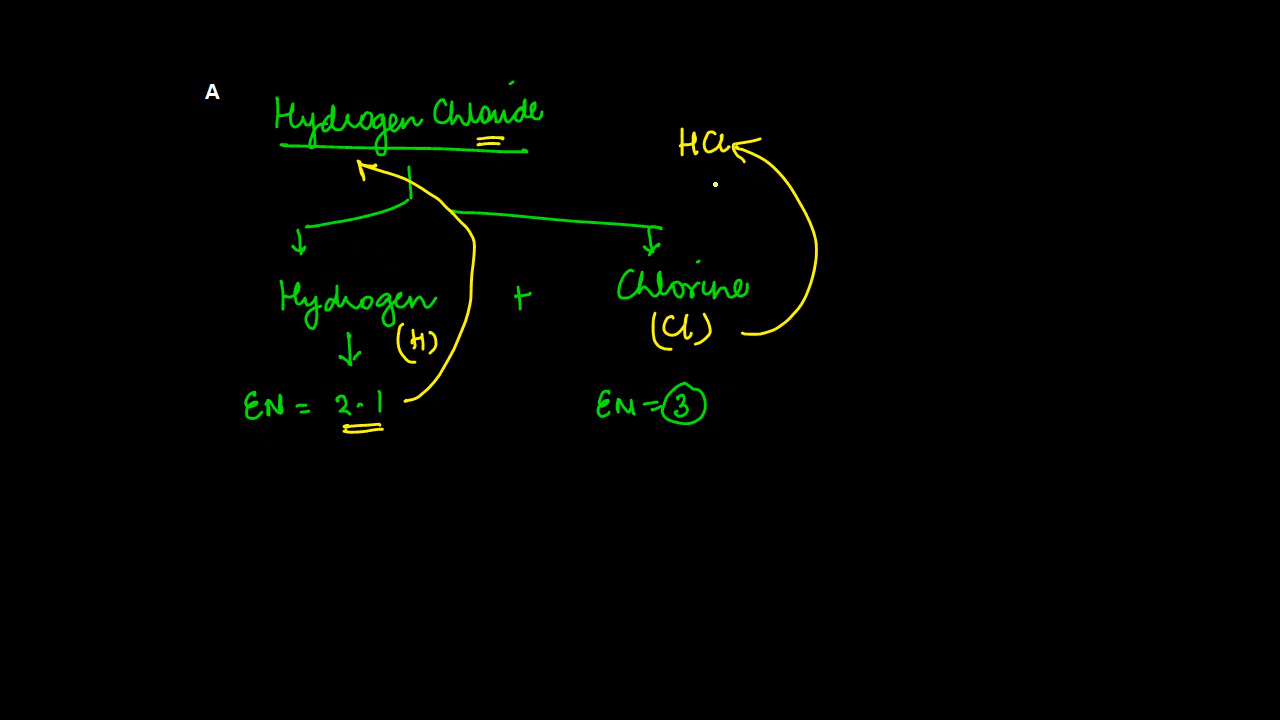 A
Hydrogen Chloride
HCl
Hydrogen + Chlorine
(H) (Cl)
EN = 2.1 EN = 3